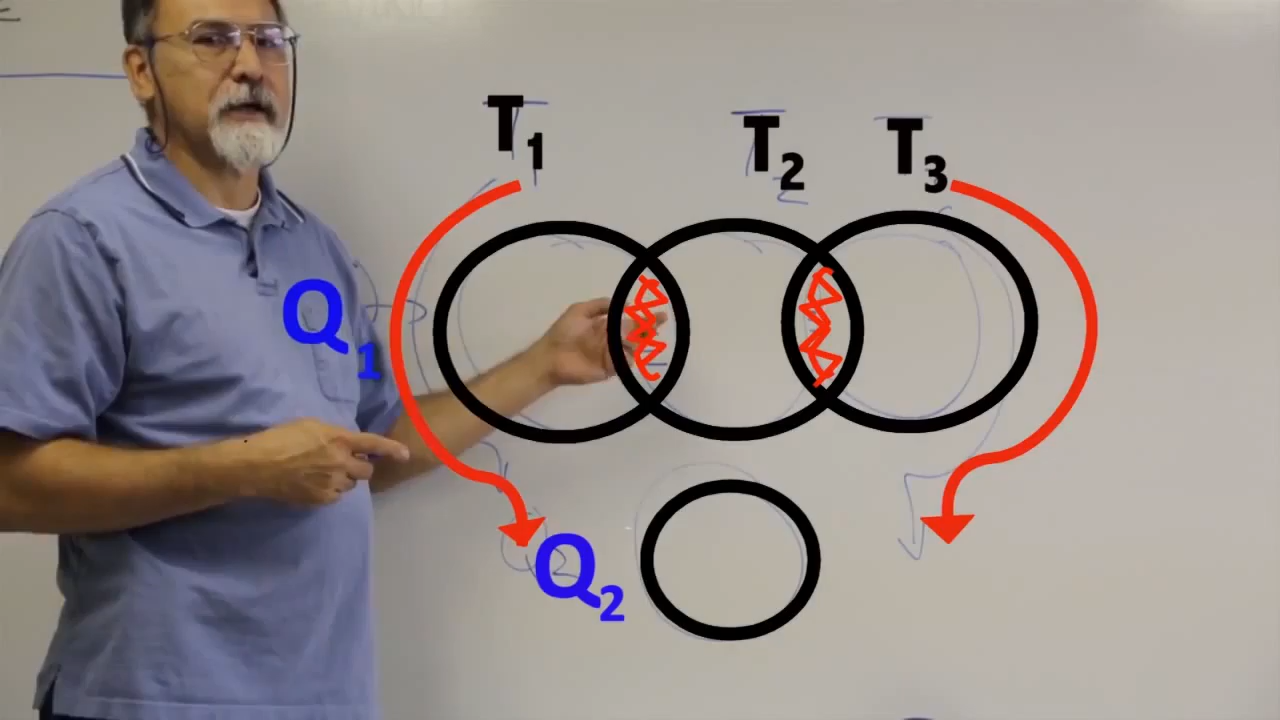 T₁ T₂ T₃
Q₁
Q₂